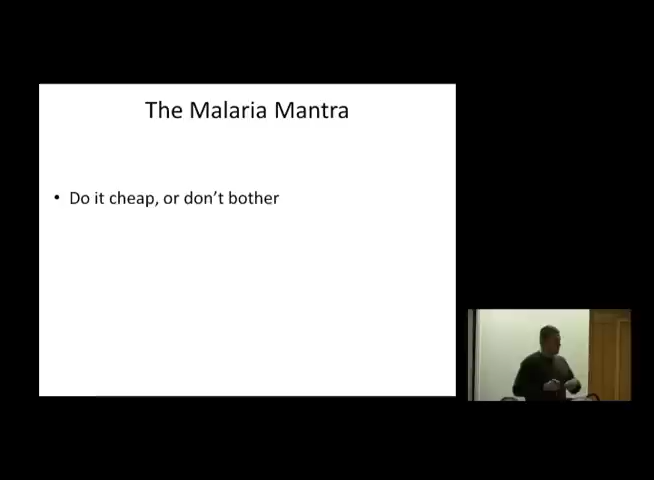 The Malaria Mantra
• Do it cheap, or don't bother